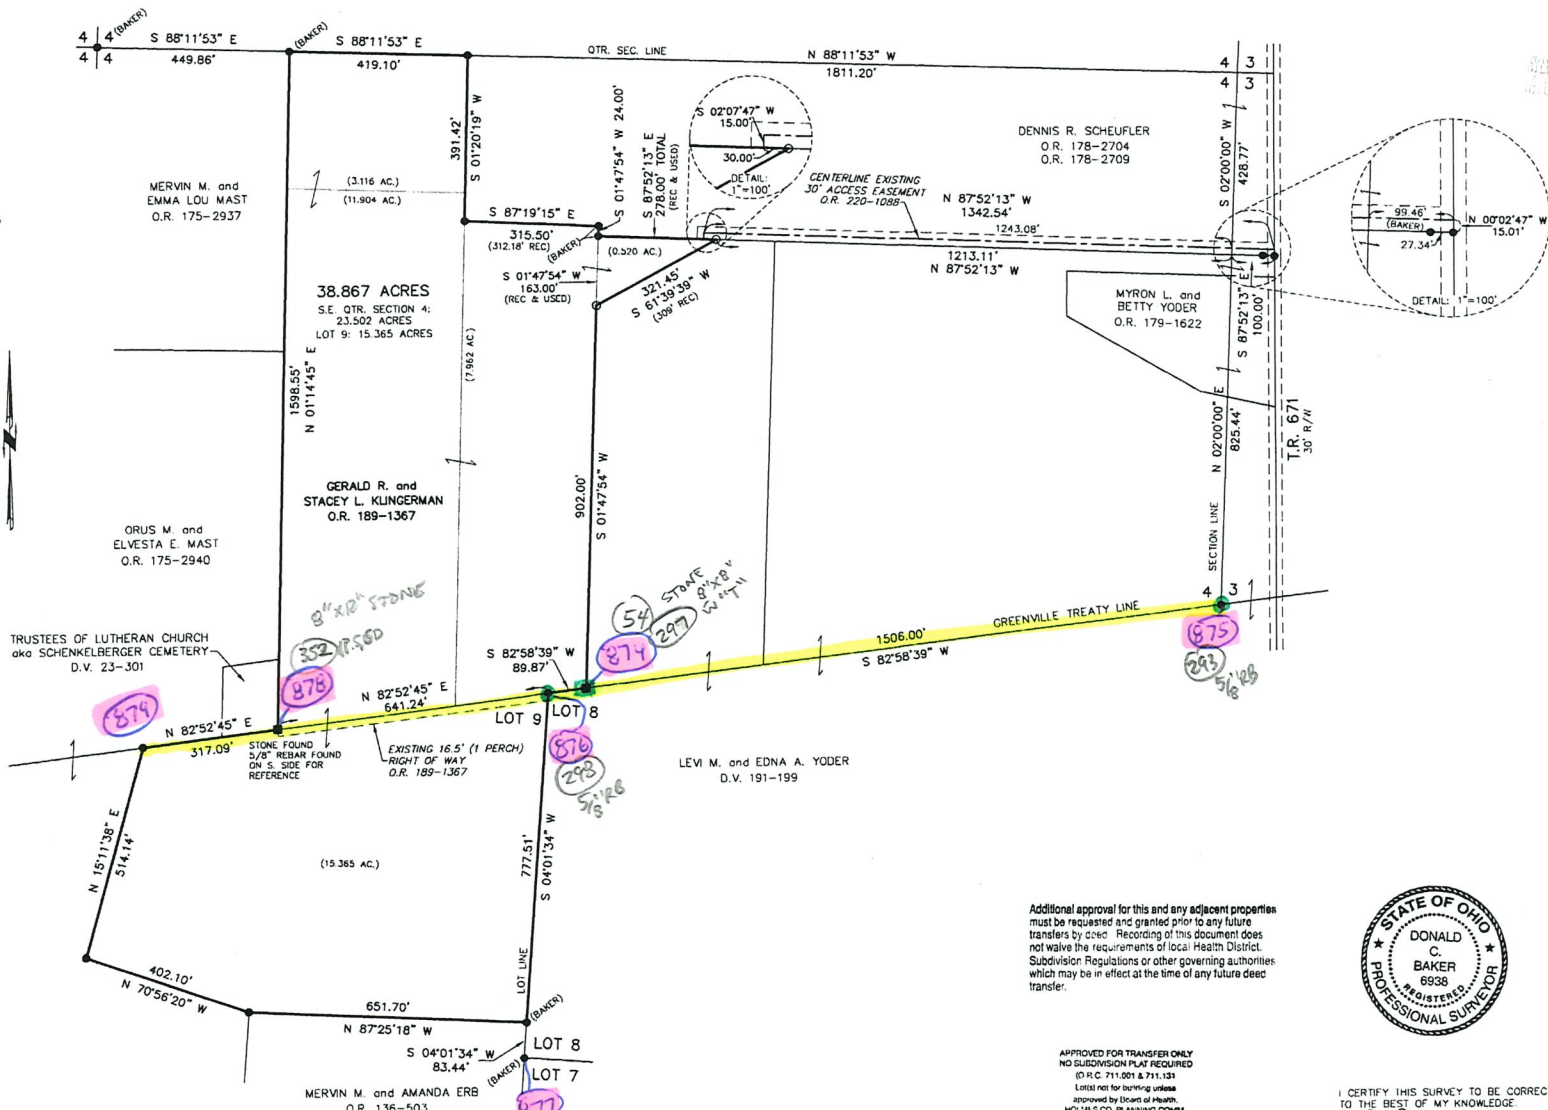 4 4 (BAKER)
4 4
S 88°11'53" E
449.86'
(BAKER)
S 88°11'53" E
419.10'
QTR. SEC. LINE
N 88°11'53" W
1811.20'
4 3
4 3
391.42'
S 01°20'19" W
S 01°47'54" W 24.00'
S 87°52'13" E
278.00' TOTAL
(REC & USED)
S 02°07'47" W
15.00'
30.00'
DETAIL:
1"=100'
DENNIS R. SCHEUFLER
O.R. 178-2704
O.R. 178-2709
S 02°00'00" W
428.77'
MERVIN M. and
EMMA LOU MAST
O.R. 175-2937
(3.116 AC.)
(11.904 AC.)
CENTERLINE EXISTING
30' ACCESS EASEMENT
O.R. 220-1088
N 87°52'13" W
1342.54'
1243.08'
1213.11'
N 87°52'13" W
99.46'
(BAKER)
27.34'
N 00°02'47" W
15.01'
DETAIL: 1"=100'
S 87°19'15" E
315.50'
(312.18' REC)
(BAKER)
(0.520 AC.)
S 01°47'54" W
163.00'
(REC & USED)
321.45'
S 61°39'39" W
(309' REC)
38.867 ACRES
S.E. QTR. SECTION 4:
23.502 ACRES
LOT 9: 15.365 ACRES
MYRON L. and
BETTY YODER
O.R. 179-1622
S 87°52'13" E
100.00'
1598.55'
N 01°14'45" E
(7.962 AC.)
N 02°00'00" E
825.44'
SECTION LINE
T.R. 671
30' R/W
GERALD R. and
STACEY L. KLINGERMAN
O.R. 189-1367
902.00'
S 01°47'54" W
ORUS M. and
ELVESTA E. MAST
O.R. 175-2940
8"x8" STONE
352
54
STONE
8"x8"
W "T"
297
874
4 3
GREENVILLE TREATY LINE
1506.00'
S 82°58'39" W
875
293
5/8 RB
TRUSTEES OF LUTHERAN CHURCH
aka SCHENKELBERGER CEMETERY
D.V. 23-301
878
879
S 82°58'39" W
89.87'
N 82°52'45" E
641.24'
N 82°52'45" E
317.09'
STONE FOUND
5/8" REBAR FOUND
ON S. SIDE FOR
REFERENCE
EXISTING 16.5' (1 PERCH)
RIGHT OF WAY
O.R. 189-1367
LOT 9
LOT 8
876
298
5/8" RB
LEVI M. and EDNA A. YODER
D.V. 191-199
N 15°11'38" E
514.14'
(15.365 AC.)
777.51'
S 04°01'34" W
LOT LINE
402.10'
N 70°56'20" W
651.70'
N 87°25'18" W
(BAKER)
S 04°01'34" W
83.44'
LOT 8
(BAKER)
LOT 7
877
MERVIN M. and AMANDA ERB
O.R. 136-503
Additional approval for this and any adjacent properties
must be requested and granted prior to any future
transfers by deed. Recording of this document does
not waive the requirements of local Health District.
Subdivision Regulations or other governing authorities
which may be in effect at the time of any future deed
transfer.
STATE OF OHIO
DONALD
C.
BAKER
6938
REGISTERED
PROFESSIONAL SURVEYOR
APPROVED FOR TRANSFER ONLY
NO SUBDIVISION PLAT REQUIRED
(O.R.C. 711.001 & 711.131
Lot(s) not for building unless
approved by Board of Health.
HOLMES CO. PLANNING COMM.
I CERTIFY THIS SURVEY TO BE CORREC
TO THE BEST OF MY KNOWLEDGE.